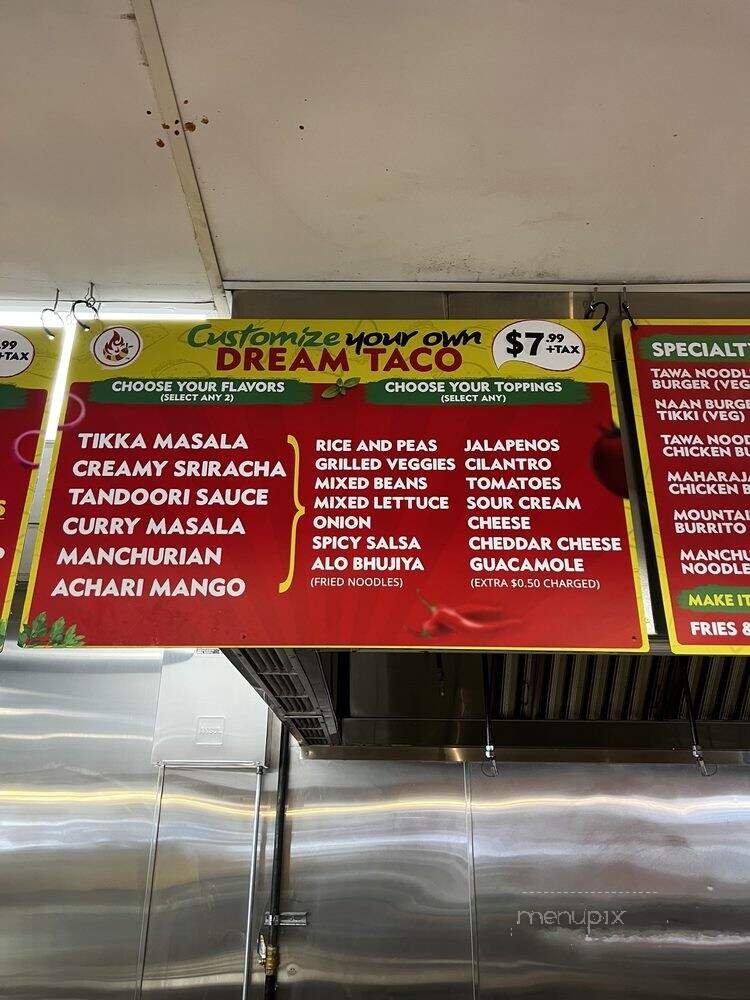 .99
+TAX
Customize your own
DREAM TACO
$7.99
+TAX
CHOOSE YOUR FLAVORS
(SELECT ANY 2)
TIKKA MASALA
CREAMY SRIRACHA
TANDOORI SAUCE
CURRY MASALA
MANCHURIAN
ACHARI MANGO
CHOOSE YOUR TOPPINGS
(SELECT ANY)
RICE AND PEAS
GRILLED VEGGIES
MIXED BEANS
MIXED LETTUCE
ONION
SPICY SALSA
ALO BHUJIYA
(FRIED NOODLES)
JALAPENOS
CILANTRO
TOMATOES
SOUR CREAM
CHEESE
CHEDDAR CHEESE
GUACAMOLE
(EXTRA $0.50 CHARGED)
SPECIALT
TAWA NOODL
BURGER (VEG
NAAN BURGE
TIKKI (VEG)
TAWA NOOD
CHICKEN BU
MAHARAJ
CHICKEN B
MOUNTAI
BURRITO
MANCHU
NOODLE
MAKE IT
FRIES &
menupix